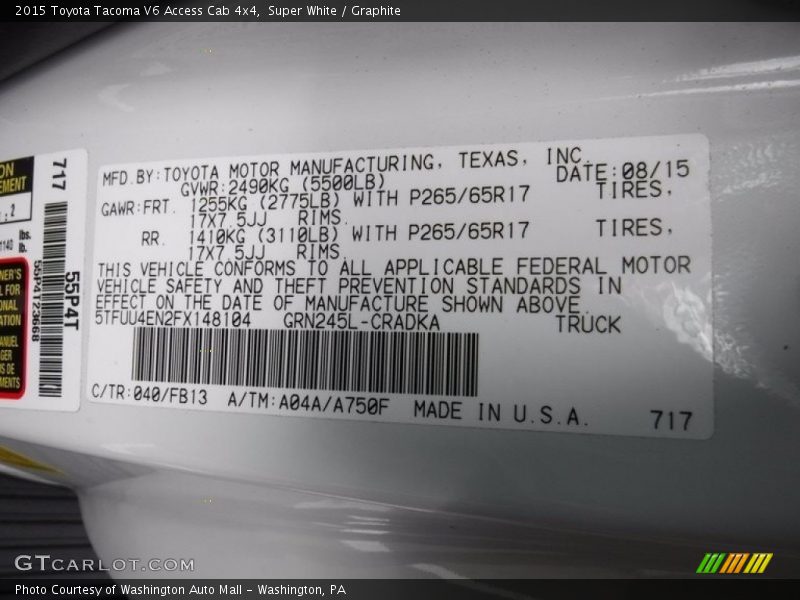 2015 Toyota Tacoma V6 Access Cab 4x4,  Super White / Graphite
MFD.BY:TOYOTA MOTOR MANUFACTURING, TEXAS, INC.
DATE:08/15
GVWR:2490KG (5500LB)
GAWR:FRT. 1255KG (2775LB) WITH P265/65R17 TIRES,
17X7.5JJ RIMS.
RR. 1410KG (3110LB) WITH P265/65R17 TIRES,
17X7.5JJ RIMS.
THIS VEHICLE CONFORMS TO ALL APPLICABLE FEDERAL MOTOR
VEHICLE SAFETY AND THEFT PREVENTION STANDARDS IN
EFFECT ON THE DATE OF MANUFACTURE SHOWN ABOVE.
5TFUU4EN2FX148104 GRN245L-CRADKA TRUCK
C/TR:040/FB13 A/TM:A04A/A750F MADE IN U.S.A.
717
717
55P4T
55P4T23668
lbs.
lb.
GTCARLOT.COM
Photo Courtesy of Washington Auto Mall - Washington, PA